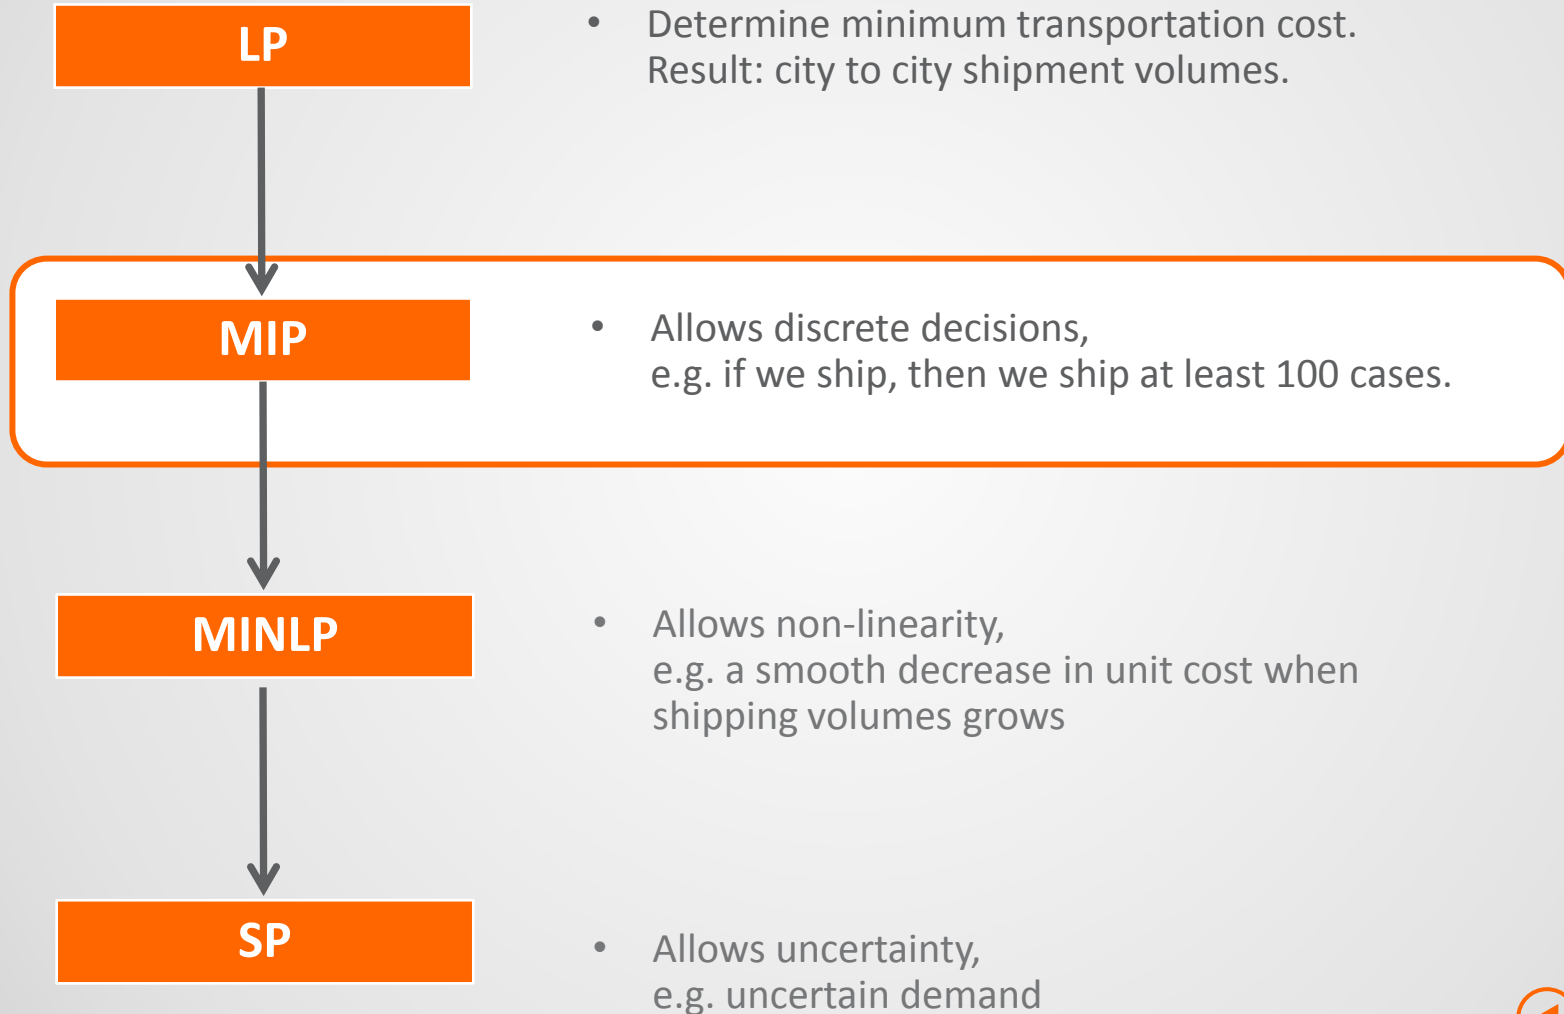 LP
• Determine minimum transportation cost.
Result: city to city shipment volumes.
MIP
• Allows discrete decisions,
e.g. if we ship, then we ship at least 100 cases.
MINLP
• Allows non-linearity,
e.g. a smooth decrease in unit cost when
shipping volumes grows
SP
• Allows uncertainty,
e.g. uncertain demand